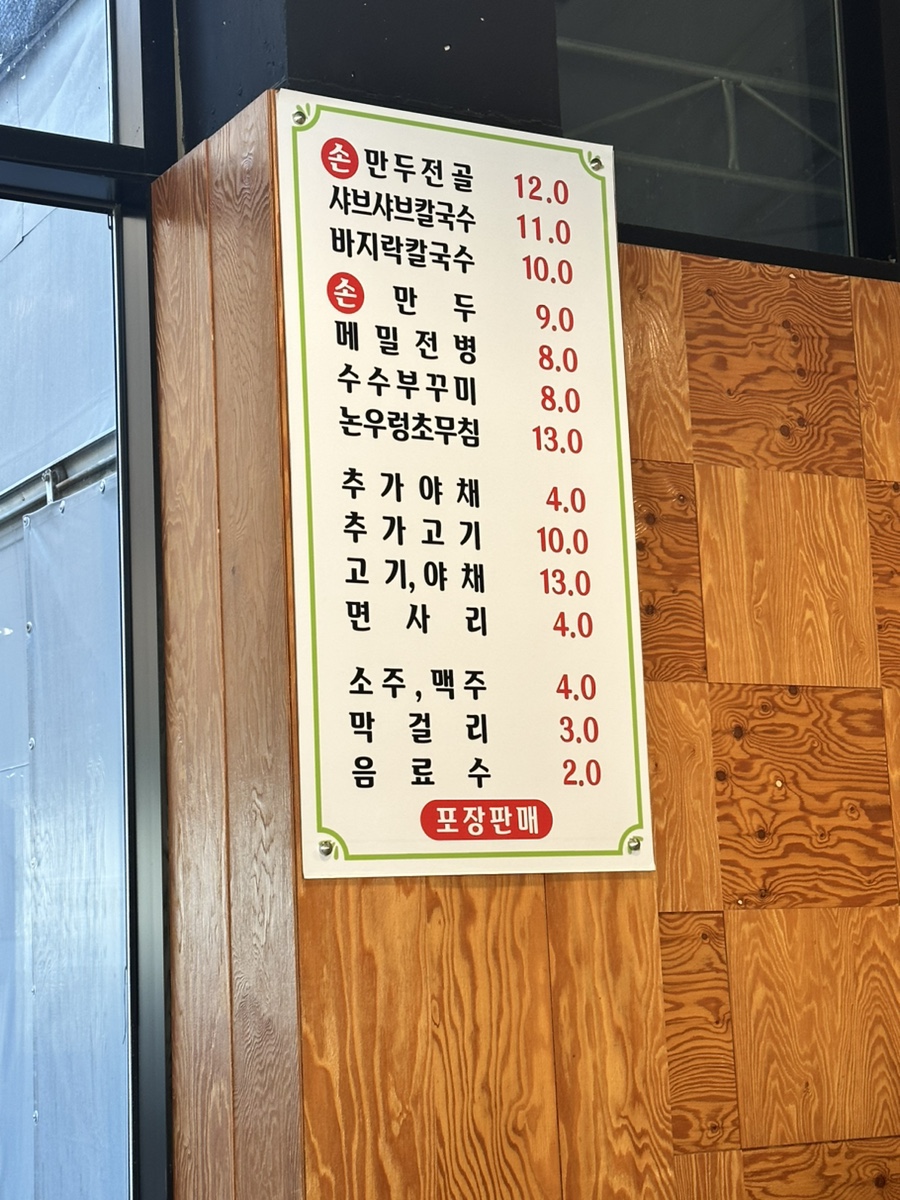 손만두전골 12.0
샤브샤브칼국수 11.0
바지락칼국수 10.0
손만두 9.0
메밀전병 8.0
수수부꾸미 8.0
논우렁초무침 13.0
추가야채 4.0
추가고기 10.0
고기,야채 13.0
면사리 4.0
소주,맥주 4.0
막걸리 3.0
음료수 2.0
포장판매